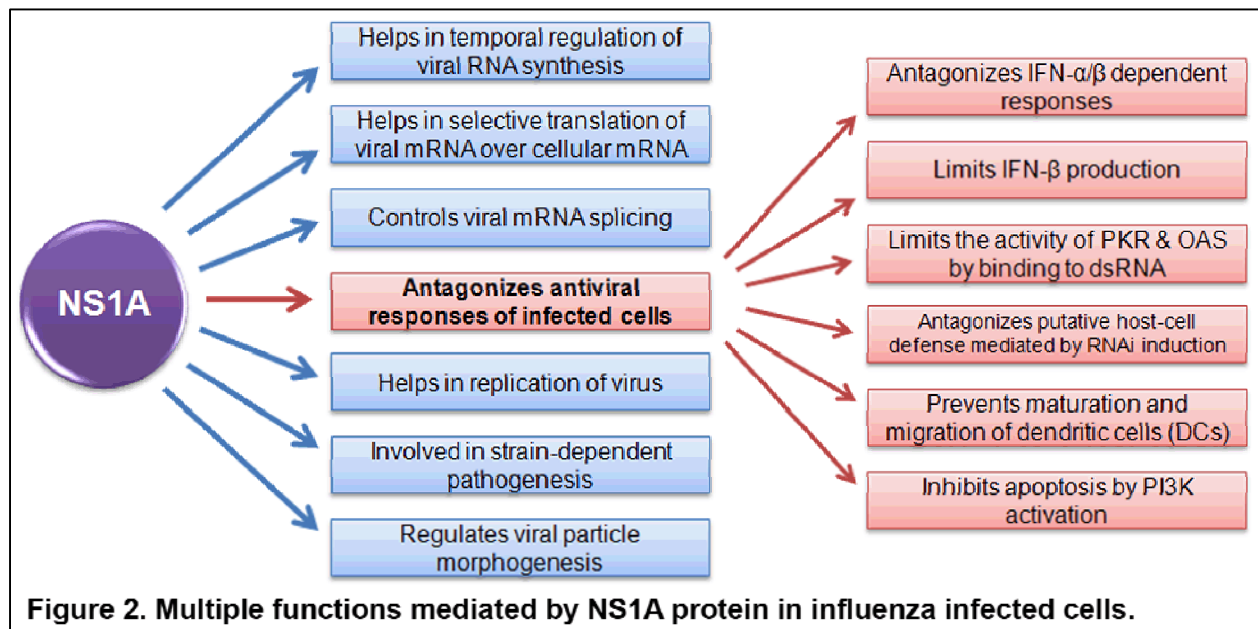 NS1A
Helps in temporal regulation of
viral RNA synthesis
Helps in selective translation of
viral mRNA over cellular mRNA
Controls viral mRNA splicing
Antagonizes antiviral
responses of infected cells
Helps in replication of virus
Involved in strain-dependent
pathogenesis
Regulates viral particle
morphogenesis
Antagonizes IFN-α/β dependent
responses
Limits IFN-β production
Limits the activity of PKR & OAS
by binding to dsRNA
Antagonizes putative host-cell
defense mediated by RNAi induction
Prevents maturation and
migration of dendritic cells (DCs)
Inhibits apoptosis by PI3K
activation
Figure 2. Multiple functions mediated by NS1A protein in influenza infected cells.